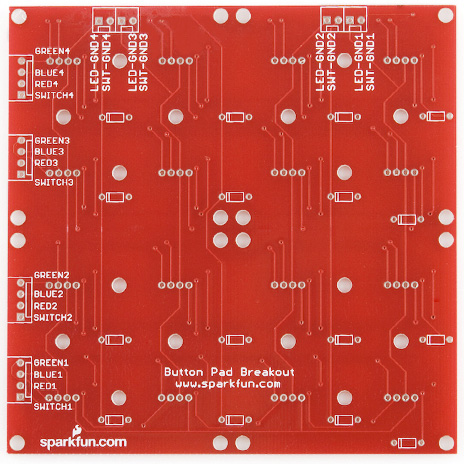 LED-GND4
SWT-GND4
LED-GND3
SWT-GND3
LED-GND2
SWT-GND2
LED-GND1
SWT-GND1
GREEN4
BLUE4
RED4
SWITCH4
GREEN3
BLUE3
RED3
SWITCH3
GREEN2
BLUE2
RED2
SWITCH2
GREEN1
BLUE1
RED1
SWITCH1
Button Pad Breakout
www.sparkfun.com
sparkfun.com